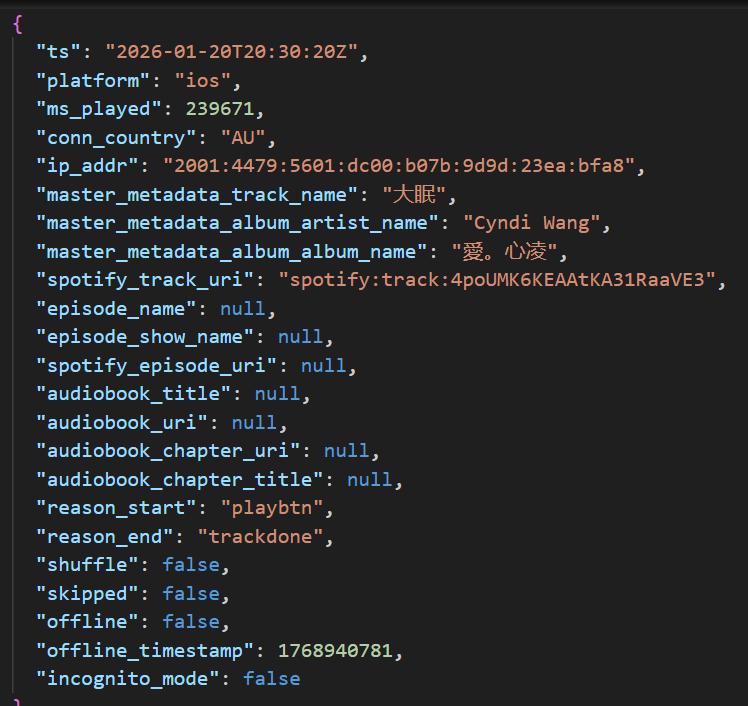 {
"ts": "2026-01-20T20:30:20Z",
"platform": "ios",
"ms_played": 239671,
"conn_country": "AU",
"ip_addr": "2001:4479:5601:dc00:b07b:9d9d:23ea:bfa8",
"master_metadata_track_name": "大眠",
"master_metadata_album_artist_name": "Cyndi Wang",
"master_metadata_album_album_name": "愛。心凌",
"spotify_track_uri": "spotify:track:4poUMK6KEAAtKA31RaaVE3",
"episode_name": null,
"episode_show_name": null,
"spotify_episode_uri": null,
"audiobook_title": null,
"audiobook_uri": null,
"audiobook_chapter_uri": null,
"audiobook_chapter_title": null,
"reason_start": "playbtn",
"reason_end": "trackdone",
"shuffle": false,
"skipped": false,
"offline": false,
"offline_timestamp": 1768940781,
"incognito_mode": false
}